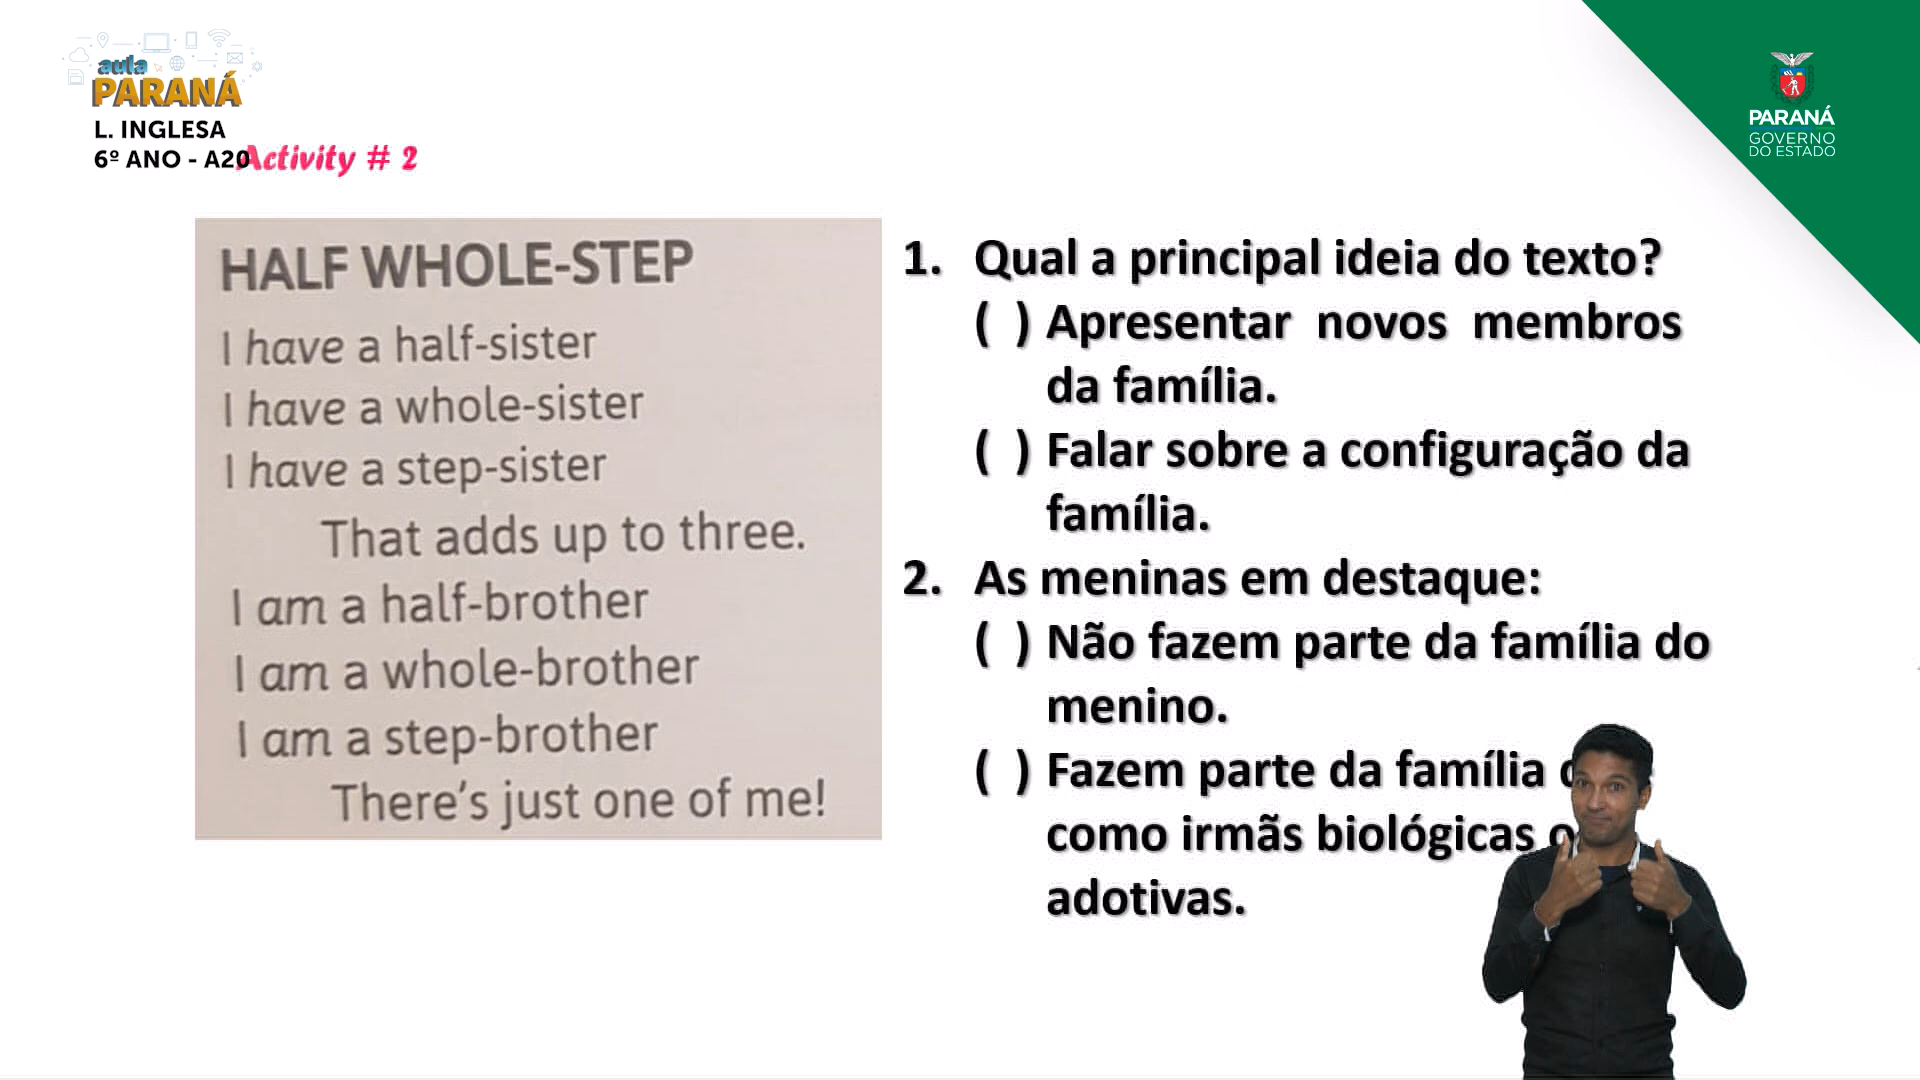 aula
PARANÁ
L. INGLESA
6º ANO - A20
Activity # 2
PARANÁ
GOVERNO
DO ESTADO
HALF WHOLE-STEP
I have a half-sister
I have a whole-sister
I have a step-sister
That adds up to three.
I am a half-brother
I am a whole-brother
I am a step-brother
There's just one of me!
1. Qual a principal ideia do texto?
( ) Apresentar novos membros
da família.
( ) Falar sobre a configuração da
família.
2. As meninas em destaque:
( ) Não fazem parte da família do
menino.
( ) Fazem parte da família
como irmãs biológicas
adotivas.